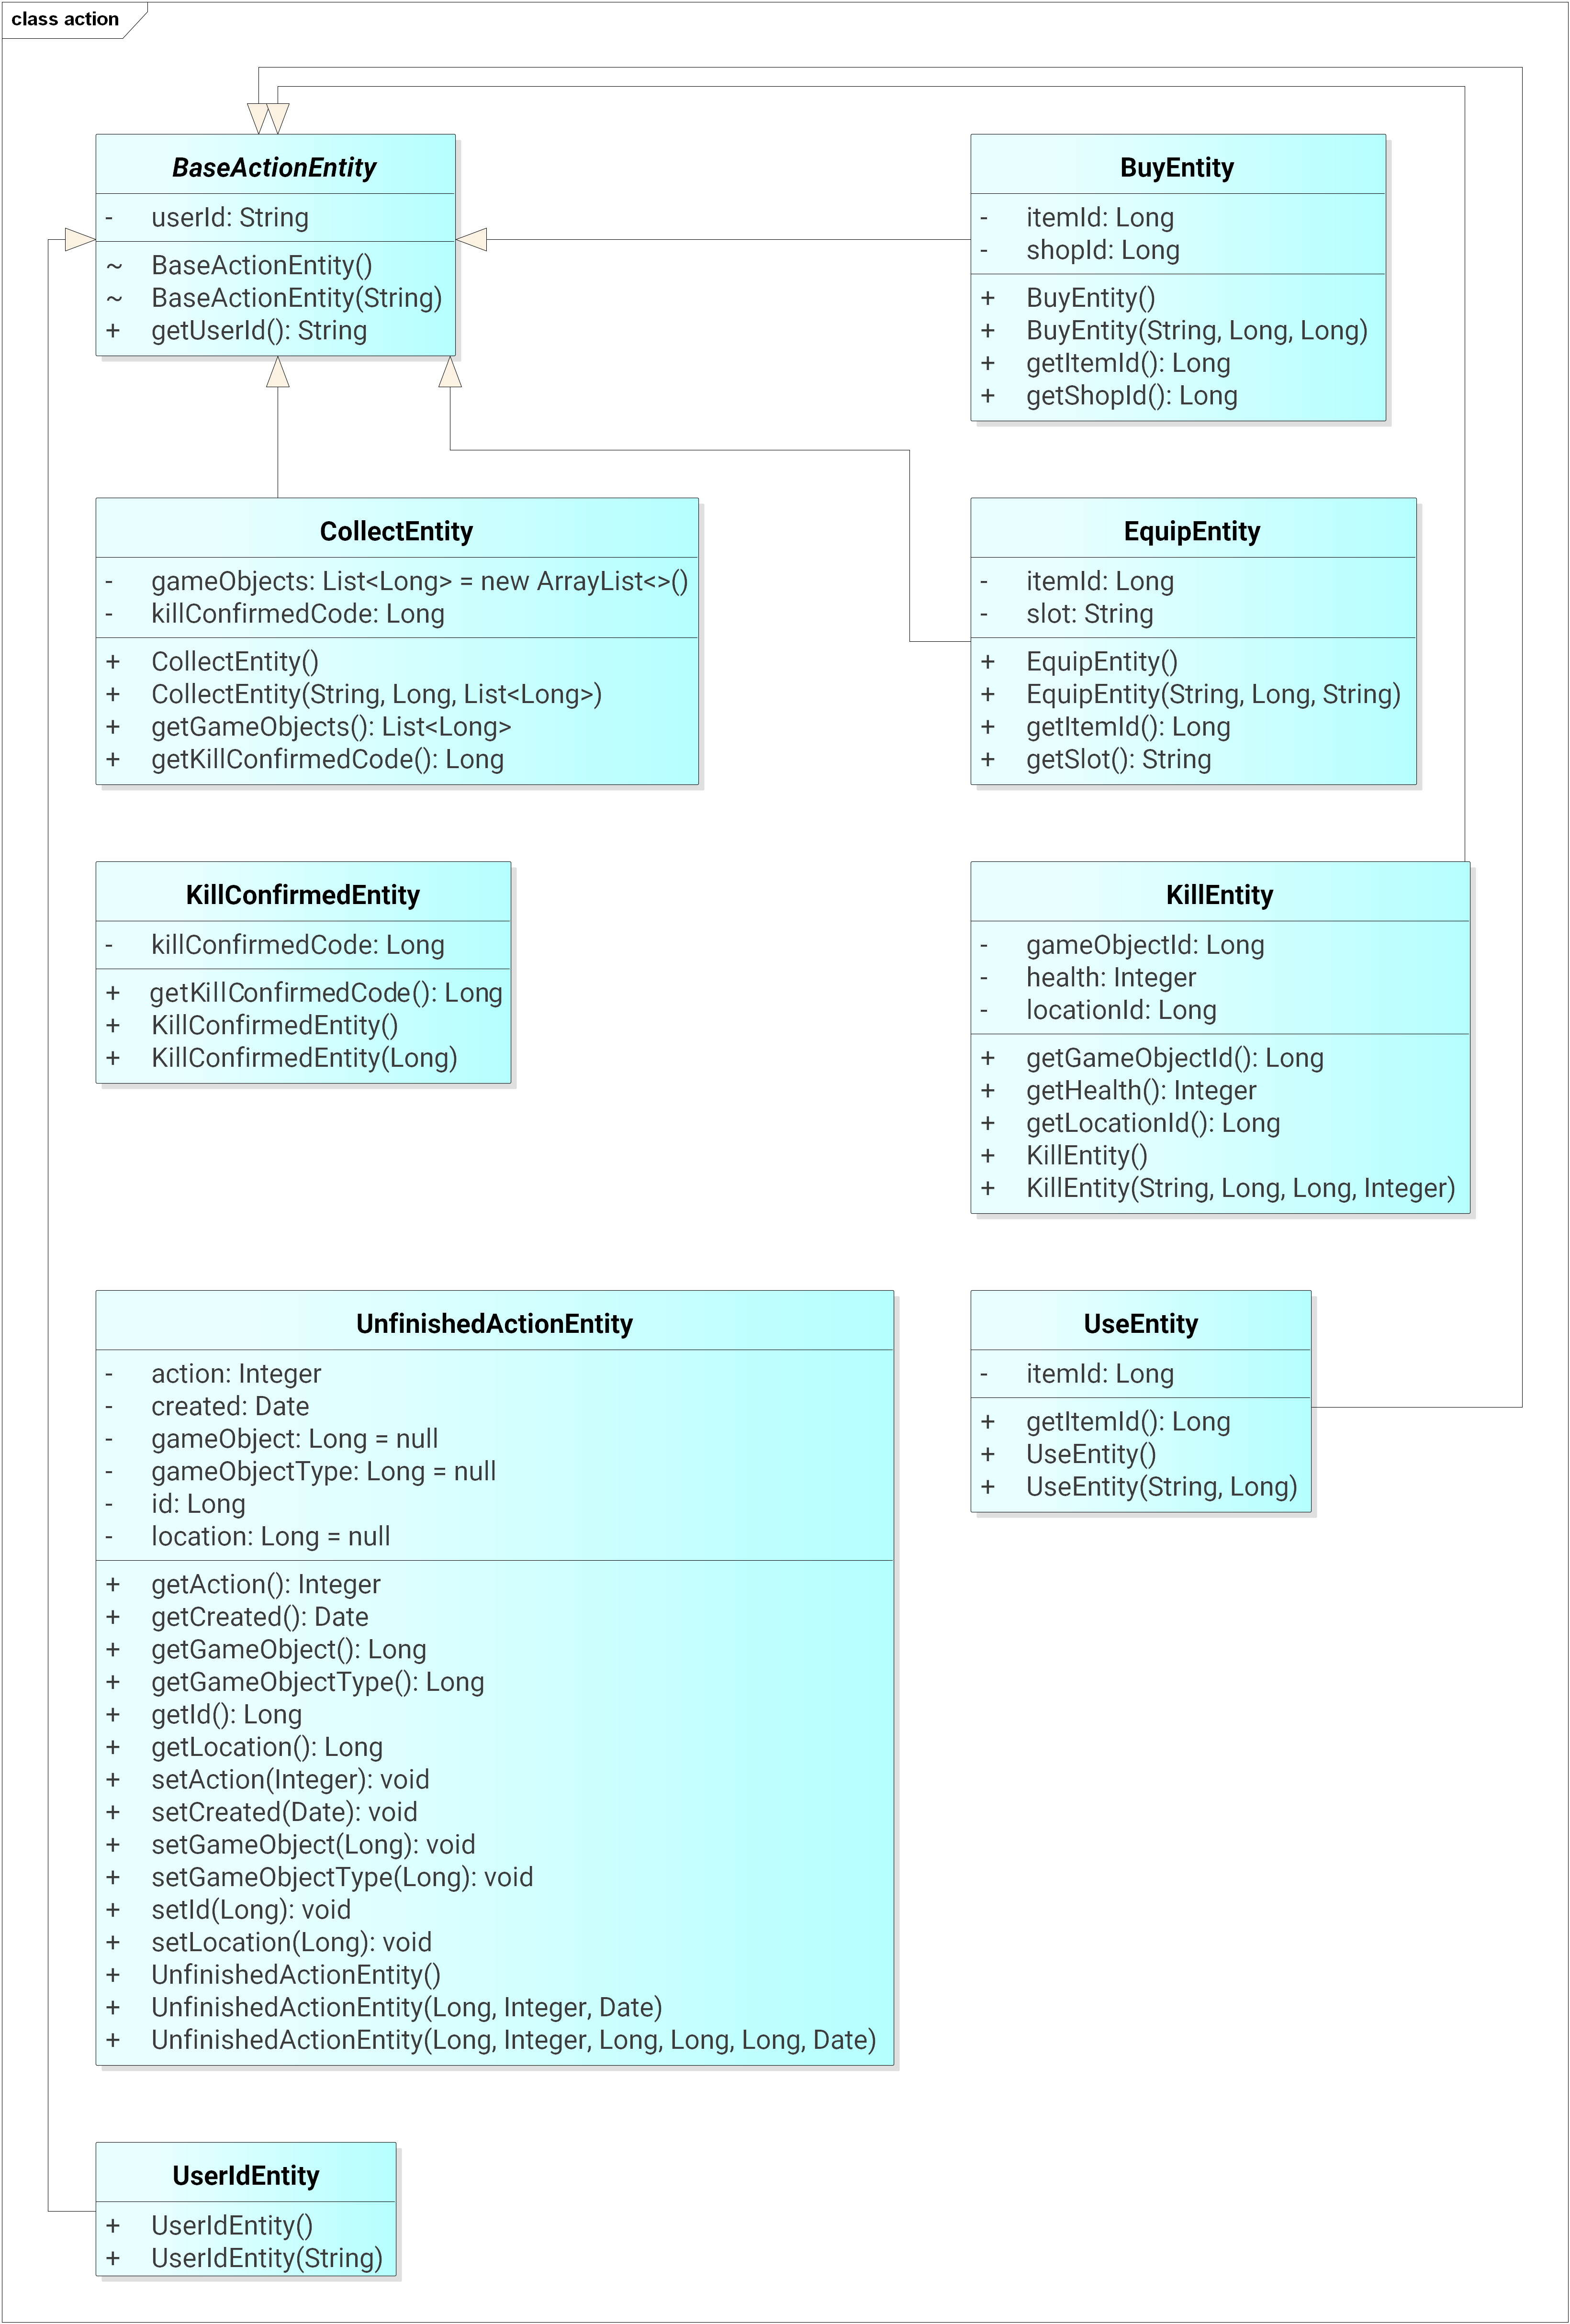 class action
BaseActionEntity
- userId: String
~ BaseActionEntity()
~ BaseActionEntity(String)
+ getUserId(): String
BuyEntity
- itemId: Long
- shopId: Long
+ BuyEntity()
+ BuyEntity(String, Long, Long)
+ getItemId(): Long
+ getShopId(): Long
CollectEntity
- gameObjects: List<Long> = new ArrayList<>()
- killConfirmedCode: Long
+ CollectEntity()
+ CollectEntity(String, Long, List<Long>)
+ getGameObjects(): List<Long>
+ getKillConfirmedCode(): Long
EquipEntity
- itemId: Long
- slot: String
+ EquipEntity()
+ EquipEntity(String, Long, String)
+ getItemId(): Long
+ getSlot(): String
KillConfirmedEntity
- killConfirmedCode: Long
+ getKillConfirmedCode(): Long
+ KillConfirmedEntity()
+ KillConfirmedEntity(Long)
KillEntity
- gameObjectId: Long
- health: Integer
- locationId: Long
+ getGameObjectId(): Long
+ getHealth(): Integer
+ getLocationId(): Long
+ KillEntity()
+ KillEntity(String, Long, Long, Integer)
UnfinishedActionEntity
- action: Integer
- created: Date
- gameObject: Long = null
- gameObjectType: Long = null
- id: Long
- location: Long = null
+ getAction(): Integer
+ getCreated(): Date
+ getGameObject(): Long
+ getGameObjectType(): Long
+ getId(): Long
+ getLocation(): Long
+ setAction(Integer): void
+ setCreated(Date): void
+ setGameObject(Long): void
+ setGameObjectType(Long): void
+ setId(Long): void
+ setLocation(Long): void
+ UnfinishedActionEntity()
+ UnfinishedActionEntity(Long, Integer, Date)
+ UnfinishedActionEntity(Long, Integer, Long, Long, Long, Date)
UseEntity
- itemId: Long
+ getItemId(): Long
+ UseEntity()
+ UseEntity(String, Long)
UserIdEntity
+ UserIdEntity()
+ UserIdEntity(String)